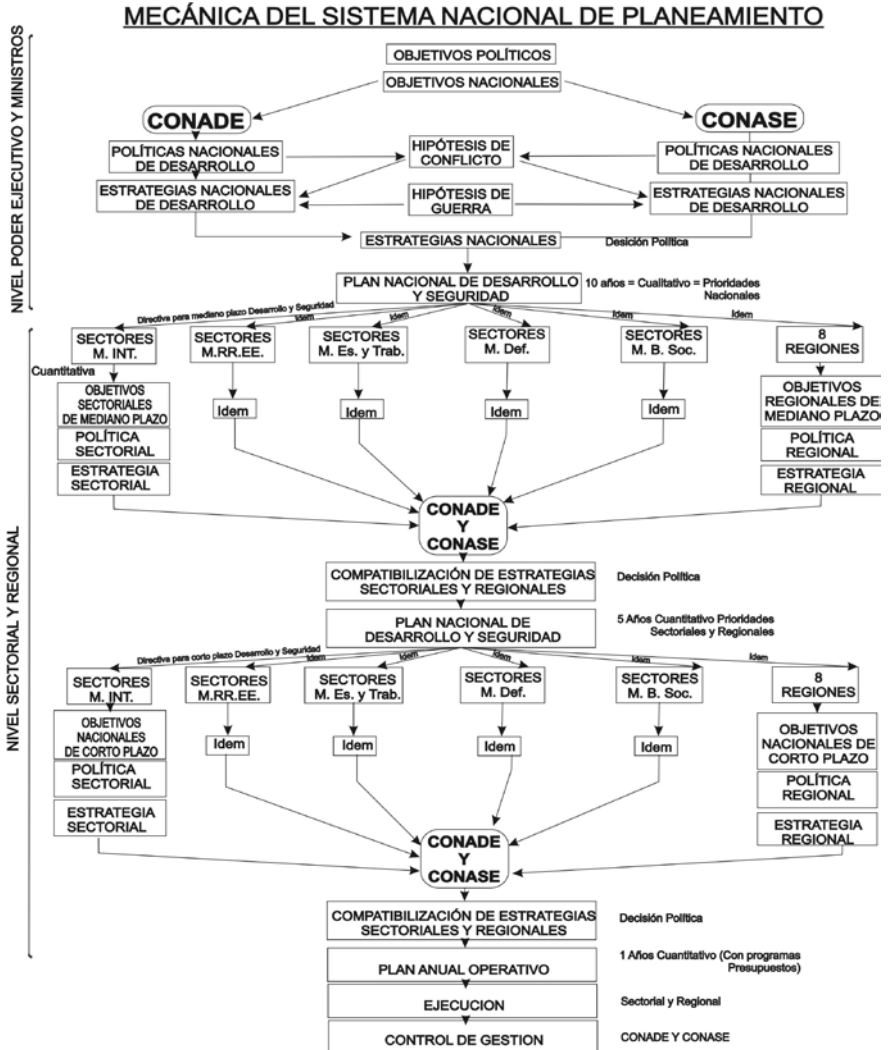 MECÁNICA DEL SISTEMA NACIONAL DE PLANEAMIENTO
NIVEL PODER EJECUTIVO Y MINISTROS
OBJETIVOS POLÍTICOS
OBJETIVOS NACIONALES
CONADE
CONASE
POLÍTICAS NACIONALES
DE DESARROLLO
HIPÓTESIS DE
CONFLICTO
POLÍTICAS NACIONALES
DE DESARROLLO
ESTRATEGIAS NACIONALES
DE DESARROLLO
HIPÓTESIS DE
GUERRA
ESTRATEGIAS NACIONALES
DE DESARROLLO
ESTRATEGIAS NACIONALES
Desición Política
PLAN NACIONAL DE DESARROLLO
Y SEGURIDAD
10 años = Cualitativo = Prioridades
Nacionales
NIVEL SECTORIAL Y REGIONAL
Directiva para mediano plazo Desarrollo y Seguridad
Idem
Idem
Idem
Idem
Idem
SECTORES
M. INT.
SECTORES
M.RR.EE.
SECTORES
M. Es. y Trab.
SECTORES
M. Def.
SECTORES
M. B. Soc.
8
REGIONES
Cuantitativa
OBJETIVOS
SECTORIALES
DE MEDIANO PLAZO
POLÍTICA
SECTORIAL
ESTRATEGIA
SECTORIAL
Idem
Idem
Idem
Idem
OBJETIVOS
REGIONALES DE
MEDIANO PLAZO
POLÍTICA
REGIONAL
ESTRATEGIA
REGIONAL
CONADE
Y
CONASE
COMPATIBILIZACIÓN DE ESTRATEGIAS
SECTORIALES Y REGIONALES
Decisión Política
PLAN NACIONAL DE
DESARROLLO Y SEGURIDAD
5 Años Cuantitativo Prioridades
Sectoriales y Regionales
Directiva para corto plazo Desarrollo y Seguridad
Idem
Idem
Idem
Idem
Idem
SECTORES
M. INT.
SECTORES
M.RR.EE.
SECTORES
M. Es. y Trab.
SECTORES
M. Def.
SECTORES
M. B. Soc.
8
REGIONES
OBJETIVOS
NACIONALES
DE CORTO PLAZO
POLÍTICA
SECTORIAL
ESTRATEGIA
SECTORIAL
Idem
Idem
Idem
Idem
OBJETIVOS
NACIONALES DE
CORTO PLAZO
POLÍTICA
REGIONAL
ESTRATEGIA
REGIONAL
CONADE
Y
CONASE
COMPATIBILIZACIÓN DE ESTRATEGIAS
SECTORIALES Y REGIONALES
Decisión Política
PLAN ANUAL OPERATIVO
1 Años Cuantitativo (Con programas
Presupuestos)
EJECUCION
Sectorial y Regional
CONTROL DE GESTION
CONADE Y CONASE